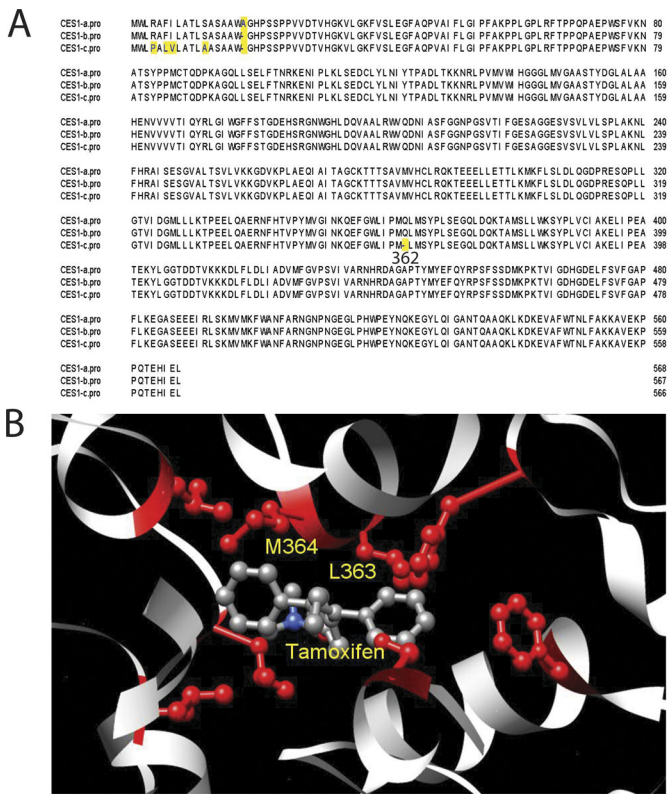 A
CES1-a.pro MWLRAFILATLSASAAWAGHPSSPPVVDTVHGKVLGKFVSLEGFAQPVAIFLGIPFAKPPLGPLRFTPPQPAEPWSFVKN 80
CES1-b.pro MWLRAFILATLSASAAW-GHPSSPPVVDTVHGKVLGKFVSLEGFAQPVAIFLGIPFAKPPLGPLRFTPPQPAEPWSFVKN 79
CES1-c.pro MWLPALVLATLAASAAW-GHPSSPPVVDTVHGKVLGKFVSLEGFAQPVAIFLGIPFAKPPLGPLRFTPPQPAEPWSFVKN 79
CES1-a.pro ATSYPPMCTQDPKAGQLLSELFTNRKENIPLKLSEDCLYLNIYTPADLTKKNRLPVMVWIHGGGLMVGAASTYDGLALAA 160
CES1-b.pro ATSYPPMCTQDPKAGQLLSELFTNRKENIPLKLSEDCLYLNIYTPADLTKKNRLPVMVWIHGGGLMVGAASTYDGLALAA 159
CES1-c.pro ATSYPPMCTQDPKAGQLLSELFTNRKENIPLKLSEDCLYLNIYTPADLTKKNRLPVMVWIHGGGLMVGAASTYDGLALAA 159
CES1-a.pro HENVVVVTIQYRLGIWGFFSTGDEHSRGNWGHLDQVAALRWVQDNIASFGGNPGSVTIFGESAGGESVSVLVLSPLAKNL 240
CES1-b.pro HENVVVVTIQYRLGIWGFFSTGDEHSRGNWGHLDQVAALRWVQDNIASFGGNPGSVTIFGESAGGESVSVLVLSPLAKNL 239
CES1-c.pro HENVVVVTIQYRLGIWGFFSTGDEHSRGNWGHLDQVAALRWVQDNIASFGGNPGSVTIFGESAGGESVSVLVLSPLAKNL 239
CES1-a.pro FHRAISESGVALTSVLVKKGDVKPLAEQIAITAGCKTTTSAVMVHCLRQKTEEELLETTLKMKFLSLDLQGDPRESQPLL 320
CES1-b.pro FHRAISESGVALTSVLVKKGDVKPLAEQIAITAGCKTTTSAVMVHCLRQKTEEELLETTLKMKFLSLDLQGDPRESQPLL 319
CES1-c.pro FHRAISESGVALTSVLVKKGDVKPLAEQIAITAGCKTTTSAVMVHCLRQKTEEELLETTLKMKFLSLDLQGDPRESQPLL 319
CES1-a.pro GTVIDGMLLLKTPEELQAERNFHTVPYMVGINKQEFGWLIPMQLMSYPLSEGQLDQKTAMSLLWKSYPLVCIAKELIPEA 400
CES1-b.pro GTVIDGMLLLKTPEELQAERNFHTVPYMVGINKQEFGWLIPMQLMSYPLSEGQLDQKTAMSLLWKSYPLVCIAKELIPEA 399
CES1-c.pro GTVIDGMLLLKTPEELQAERNFHTVPYMVGINKQEFGWLIPM-LMSYPLSEGQLDQKTAMSLLWKSYPLVCIAKELIPEA 398
362
CES1-a.pro TEKYLGGTDDTVKKKDLFLDLIADVMFGVPSVIVARNHRDAGAPTYMYEFQYRPSFSSDMKPKTVIGDHGDELFSVFGAP 480
CES1-b.pro TEKYLGGTDDTVKKKDLFLDLIADVMFGVPSVIVARNHRDAGAPTYMYEFQYRPSFSSDMKPKTVIGDHGDELFSVFGAP 479
CES1-c.pro TEKYLGGTDDTVKKKDLFLDLIADVMFGVPSVIVARNHRDAGAPTYMYEFQYRPSFSSDMKPKTVIGDHGDELFSVFGAP 478
CES1-a.pro FLKEGASEEEIRLSKMVMKFWANFARNGNPNGEGLPHWPEYNQKEGYLQIGANTQAAQKLKDKEVAFWTNLFAKKAVEKP 560
CES1-b.pro FLKEGASEEEIRLSKMVMKFWANFARNGNPNGEGLPHWPEYNQKEGYLQIGANTQAAQKLKDKEVAFWTNLFAKKAVEKP 559
CES1-c.pro FLKEGASEEEIRLSKMVMKFWANFARNGNPNGEGLPHWPEYNQKEGYLQIGANTQAAQKLKDKEVAFWTNLFAKKAVEKP 558
CES1-a.pro PQTEHIEL 568
CES1-b.pro PQTEHIEL 567
CES1-c.pro PQTEHIEL 566
B
M364
L363
Tamoxifen